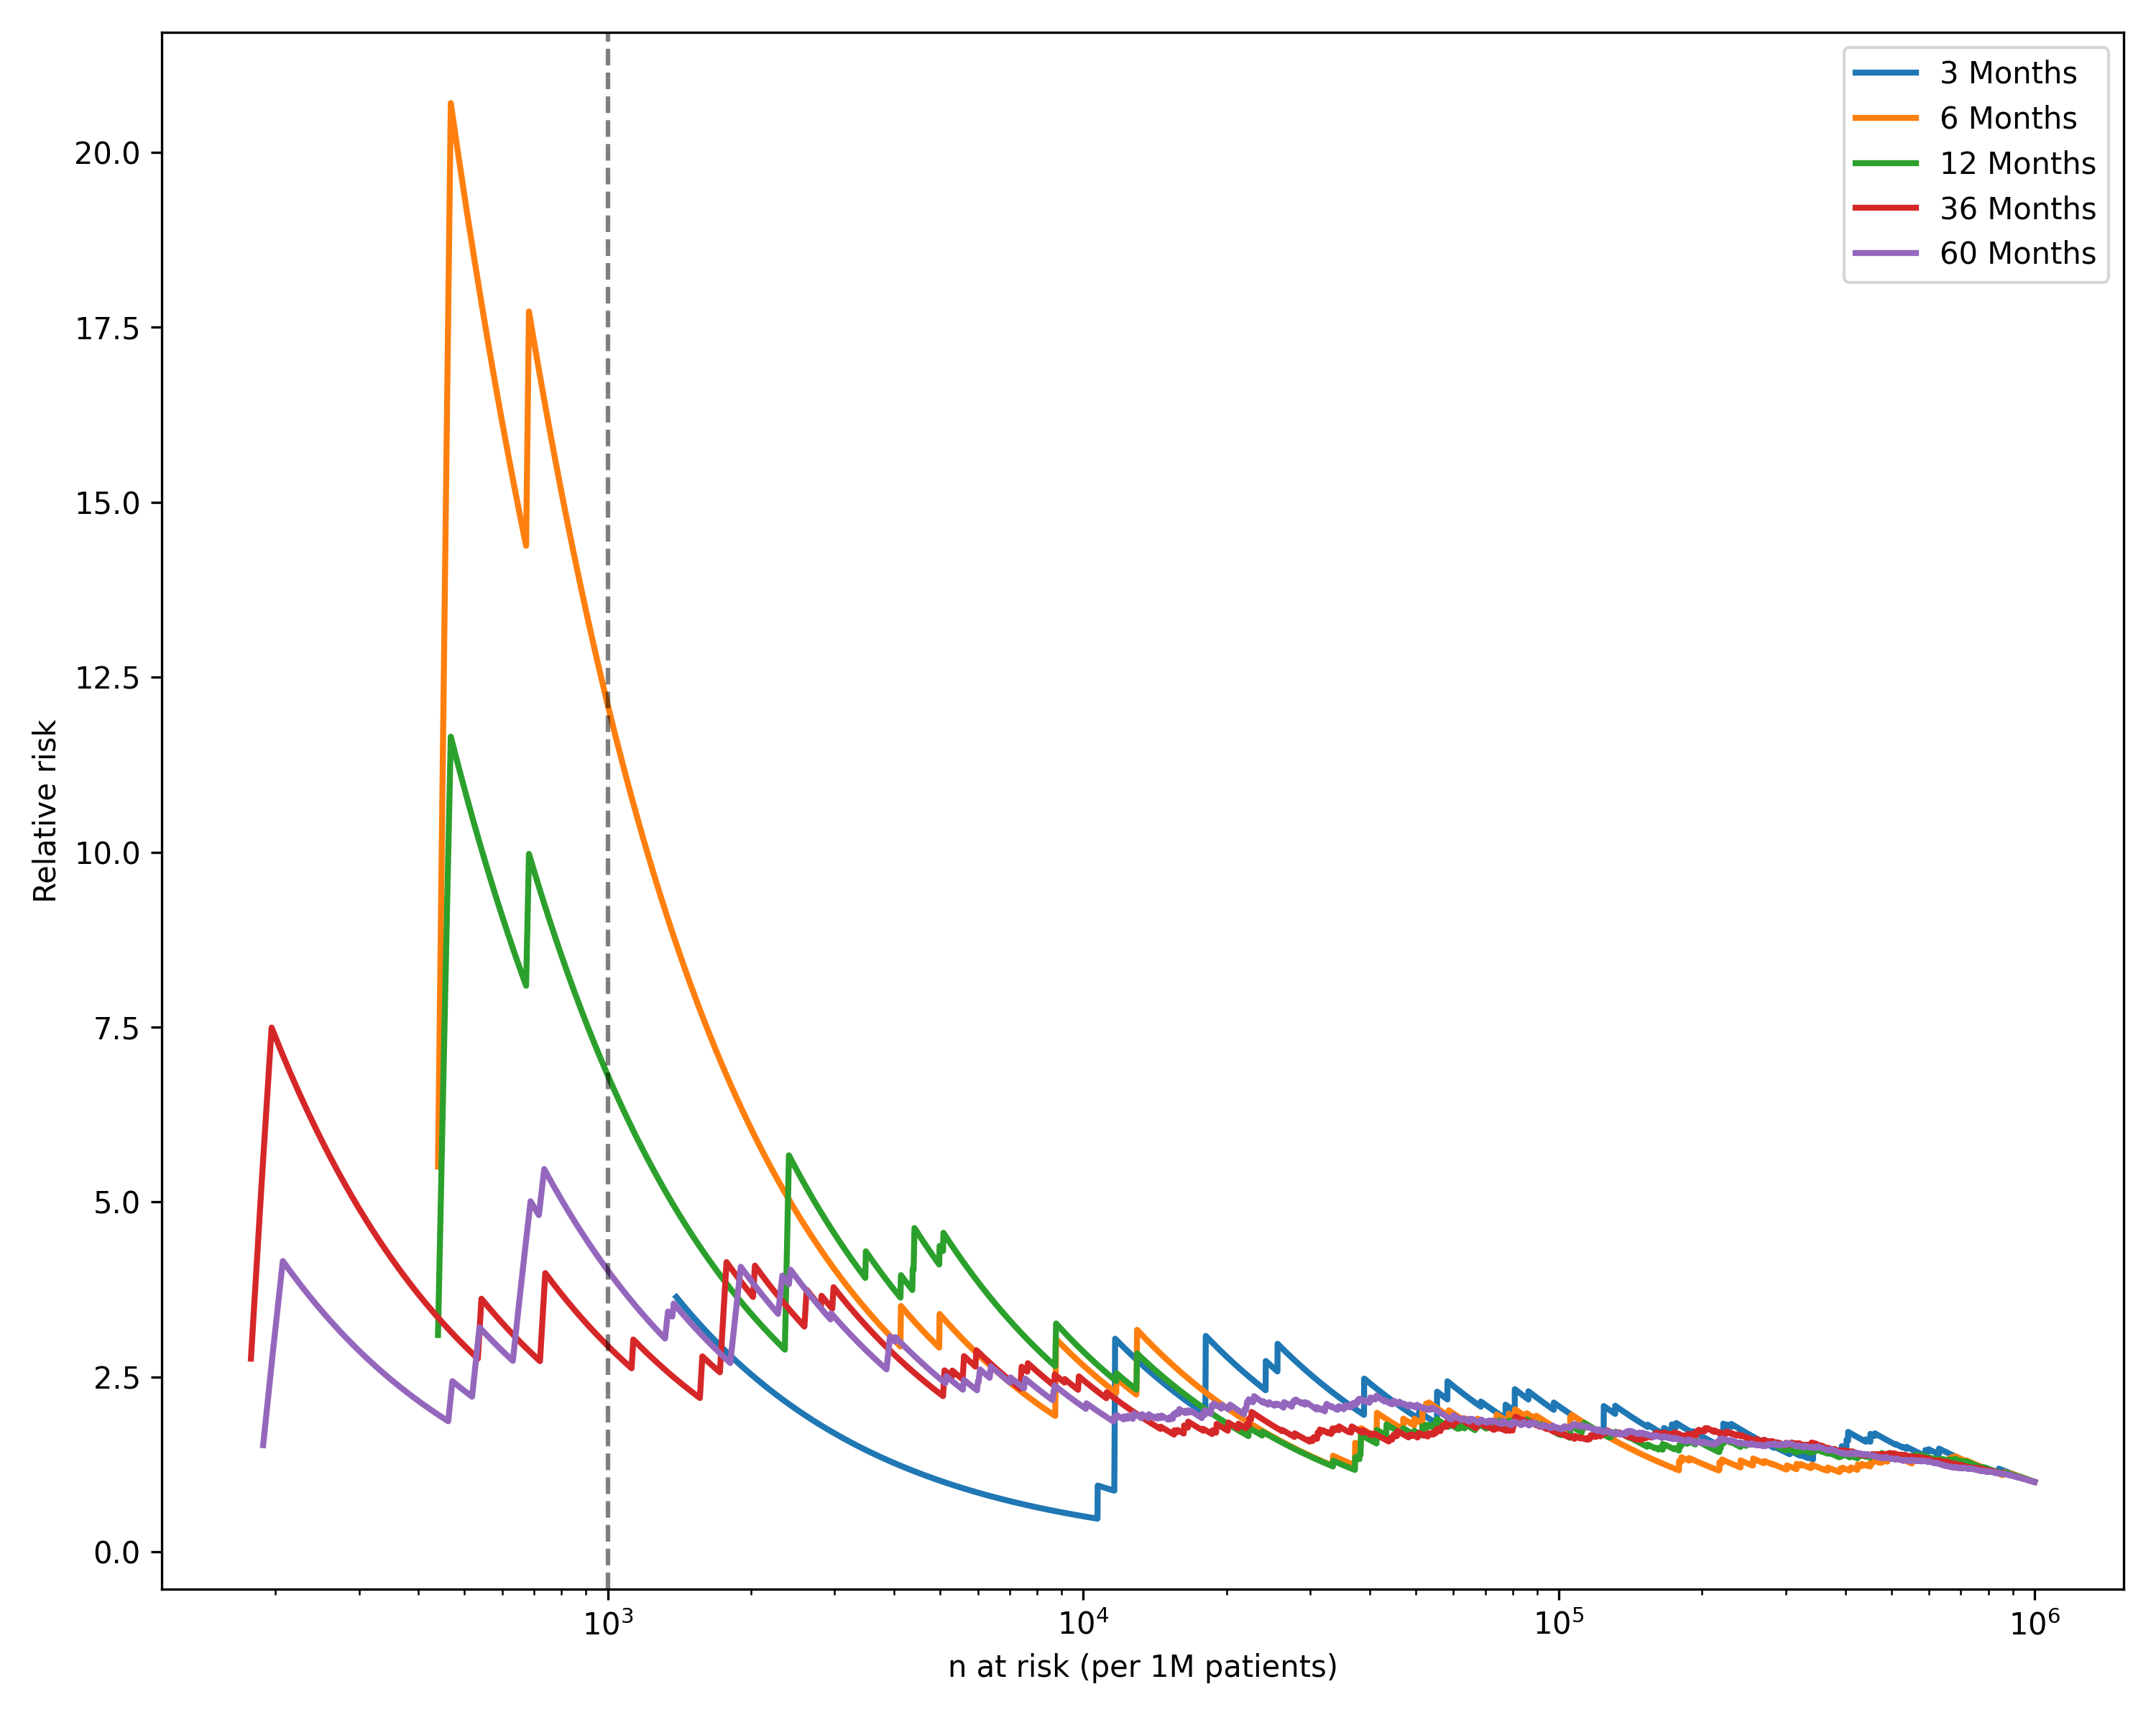 3 Months
6 Months
12 Months
36 Months
60 Months
20.0
17.5
15.0
12.5
10.0
7.5
5.0
2.5
0.0
Relative risk
10³ 10⁴ 10⁵ 10⁶
n at risk (per 1M patients)